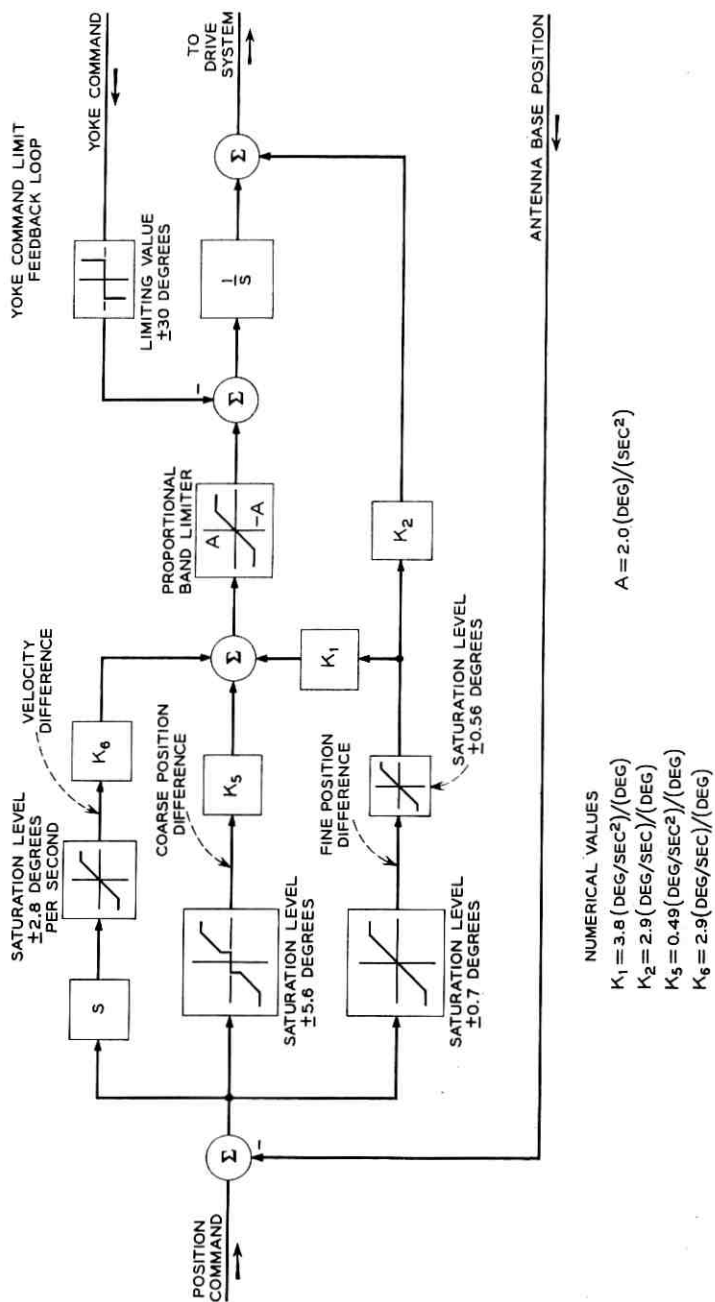 YOKE COMMAND LIMIT
FEEDBACK LOOP
YOKE COMMAND
LIMITING VALUE
±30 DEGREES
TO
DRIVE
SYSTEM
SATURATION LEVEL
±2.8 DEGREES
PER SECOND
VELOCITY
DIFFERENCE
S
K6
PROPORTIONAL
BAND LIMITER
A
-A
Σ
-
1/S
Σ
POSITION
COMMAND
Σ
-
SATURATION LEVEL
±5.6 DEGREES
COARSE POSITION
DIFFERENCE
K5
Σ
K1
K2
SATURATION LEVEL
±0.7 DEGREES
FINE POSITION
DIFFERENCE
SATURATION LEVEL
±0.56 DEGREES
ANTENNA BASE POSITION
NUMERICAL VALUES
K1 = 3.8 (DEG/SEC²)/(DEG)
K2 = 2.9 (DEG/SEC)/(DEG)
K5 = 0.49 (DEG/SEC²)/(DEG)
K6 = 2.9 (DEG/SEC)/(DEG)
A = 2.0 (DEG)/(SEC²)